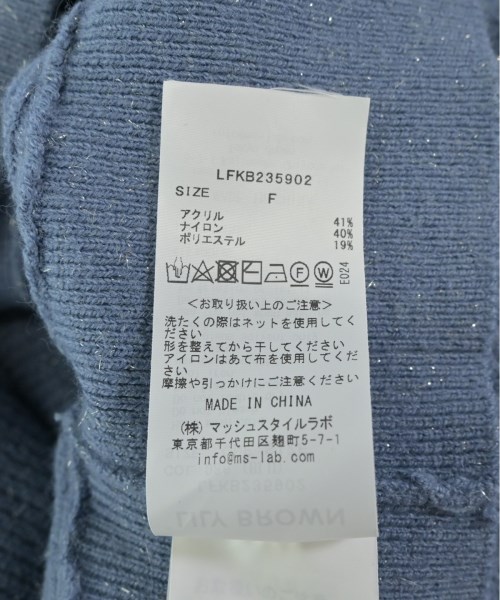 LFKB235902
SIZE F
アクリル 41%
ナイロン 40%
ポリエステル 19%
F W E024
<お取り扱い上のご注意>
洗たくの際はネットを使用してく
ださい
形を整えてから干してください
アイロンはあて布を使用してくだ
さい
摩擦や引っかけにご注意ください
MADE IN CHINA
(株) マッシュスタイルラボ
東京都千代田区麹町5-7-1
info@ms-lab.com
LFKB235902
LILY BROWN